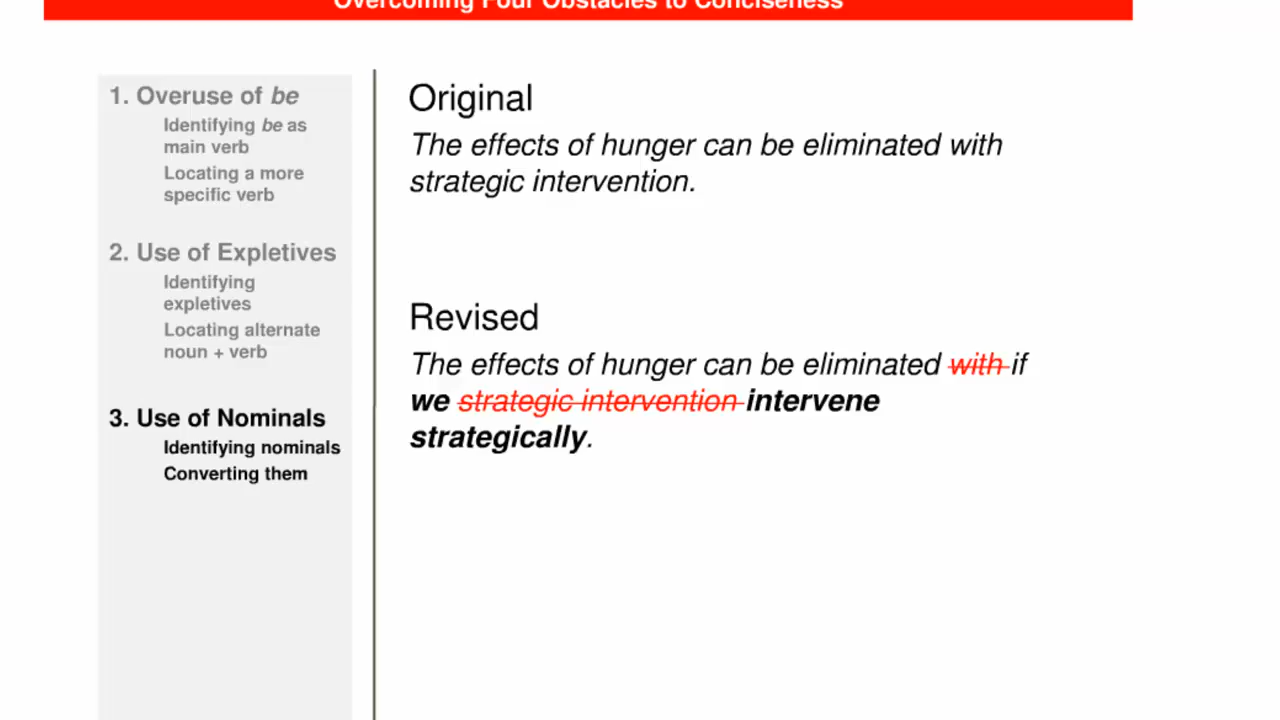 Overcoming Four Obstacles to Conciseness
1. Overuse of be
Identifying be as
main verb
Locating a more
specific verb
2. Use of Expletives
Identifying
expletives
Locating alternate
noun + verb
3. Use of Nominals
Identifying nominals
Converting them
Original
The effects of hunger can be eliminated with
strategic intervention.
Revised
The effects of hunger can be eliminated with if
we strategic intervention intervene
strategically.